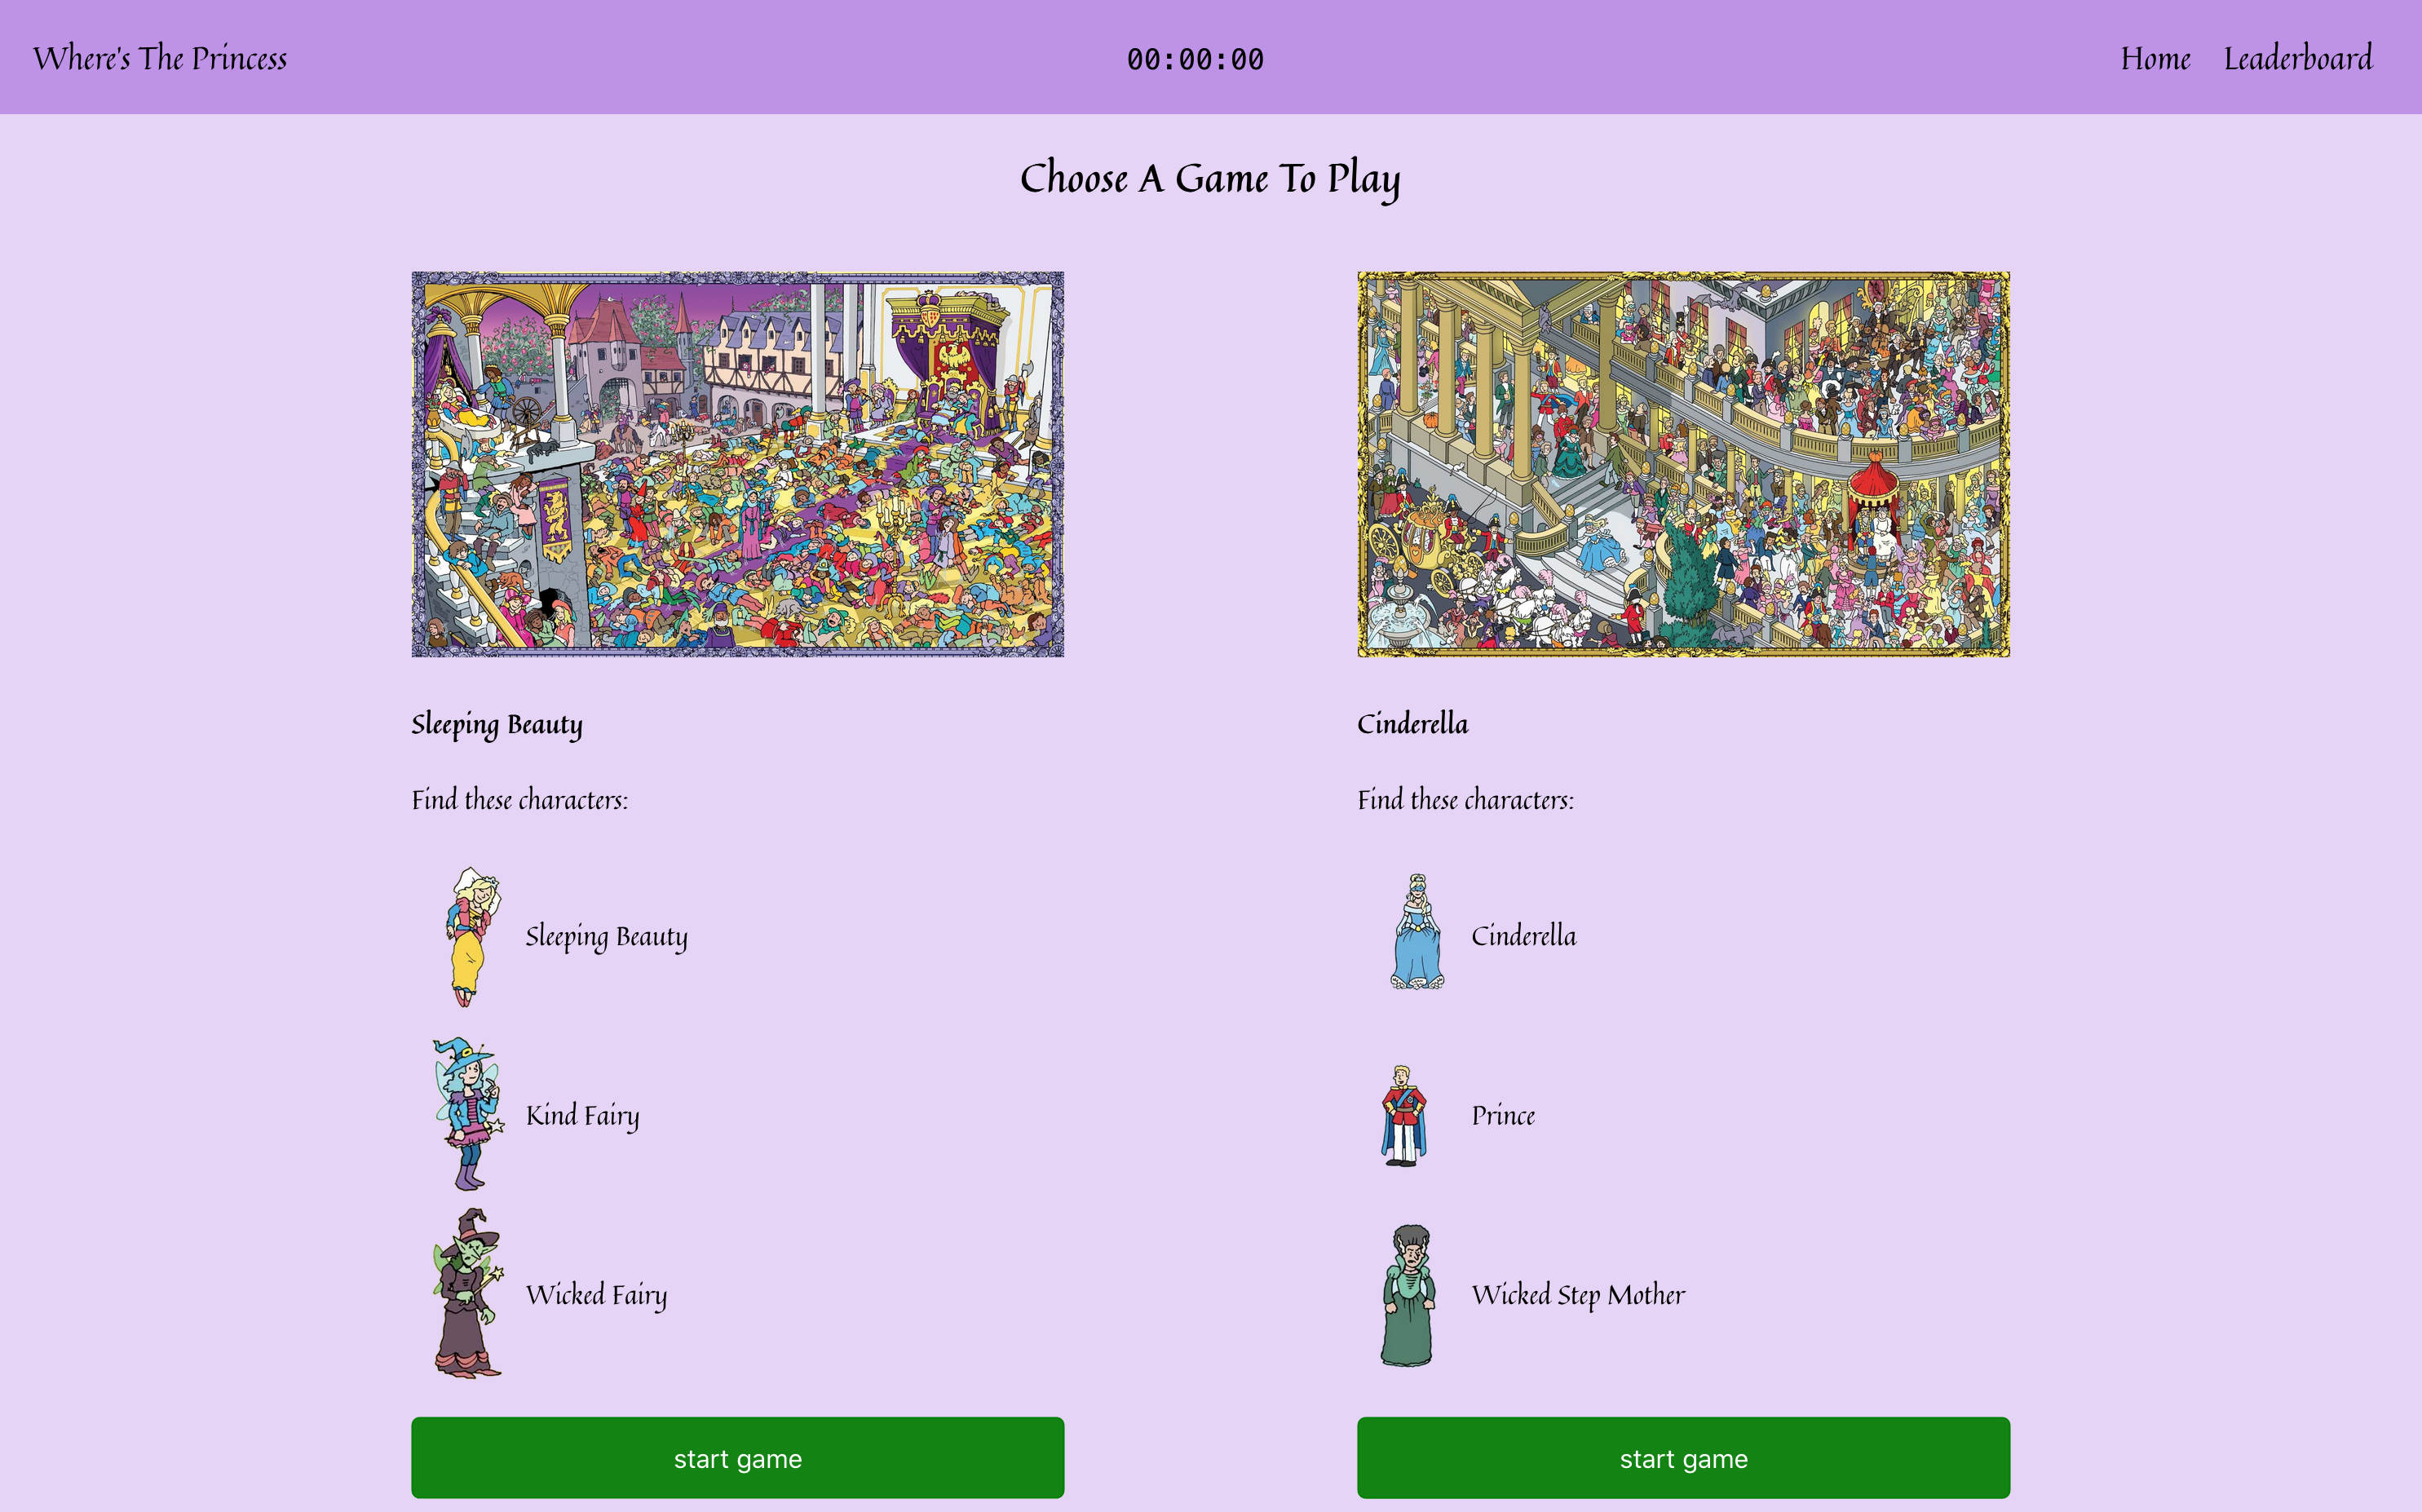 Where's The Princess
00:00:00
Home
Leaderboard
Choose A Game To Play
Sleeping Beauty
Find these characters:
Sleeping Beauty
Kind Fairy
Wicked Fairy
start game
Cinderella
Find these characters:
Cinderella
Prince
Wicked Step Mother
start game